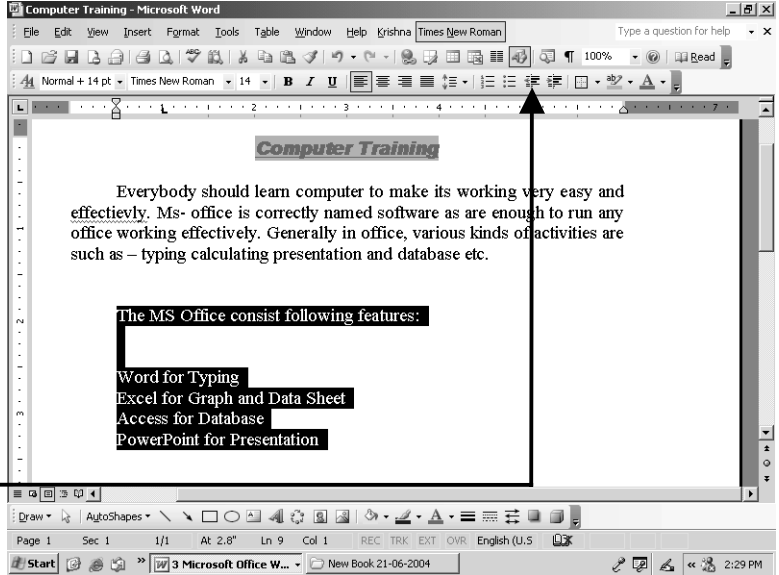 Computer Training - Microsoft Word
File Edit View Insert Format Tools Table Window Help Krishna Times New Roman Type a question for help
100% Read
Normal + 14 pt Times New Roman 14 B I U
2 3 4 7
Computer Training
Everybody should learn computer to make its working very easy and
effectievly. Ms- office is correctly named software as are enough to run any
office working effectively. Generally in office, various kinds of activities are
such as – typing calculating presentation and database etc.
The MS Office consist following features:
Word for Typing
Excel for Graph and Data Sheet
Access for Database
PowerPoint for Presentation
Draw AutoShapes
Page 1 Sec 1 1/1 At 2.8" Ln 9 Col 1 REC TRK EXT OVR English (U.S
Start 3 Microsoft Office W... New Book 21-06-2004 2:29 PM